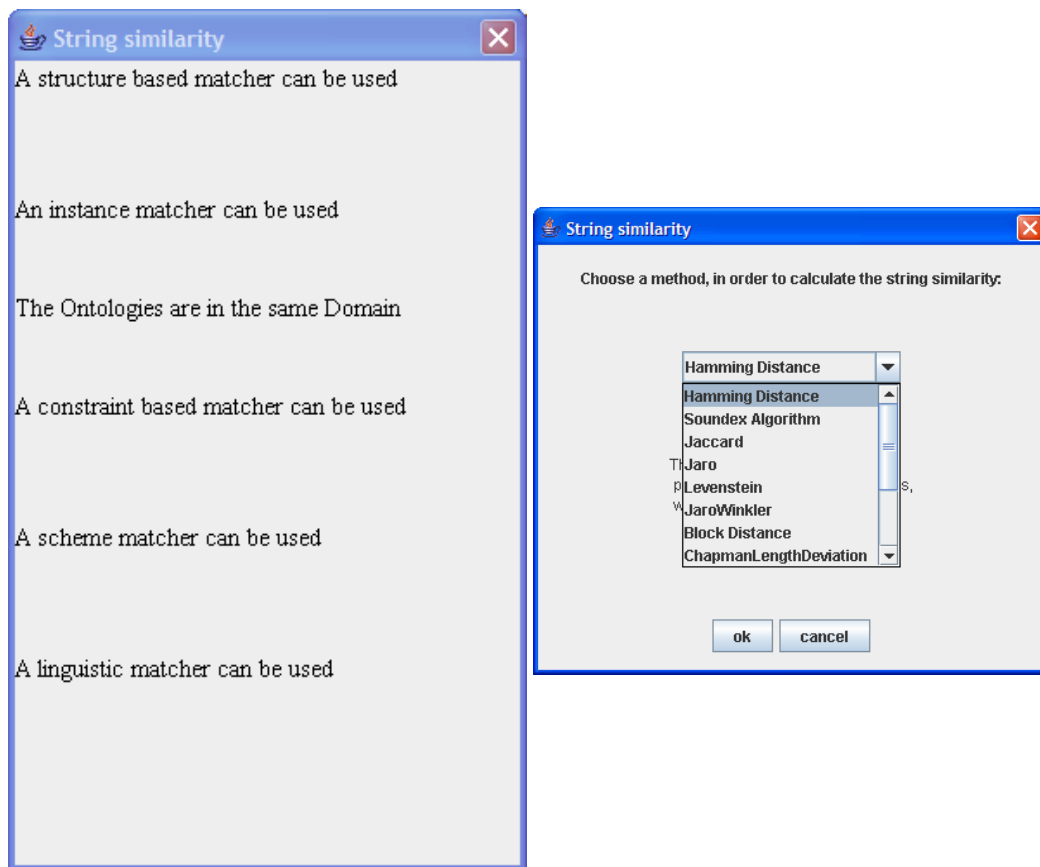 String similarity
A structure based matcher can be used
An instance matcher can be used
The Ontologies are in the same Domain
A constraint based matcher can be used
A scheme matcher can be used
A linguistic matcher can be used
String similarity
Choose a method, in order to calculate the string similarity:
Hamming Distance
Hamming Distance
Soundex Algorithm
Jaccard
Jaro
Levenstein
JaroWinkler
Block Distance
ChapmanLengthDeviation
ok cancel